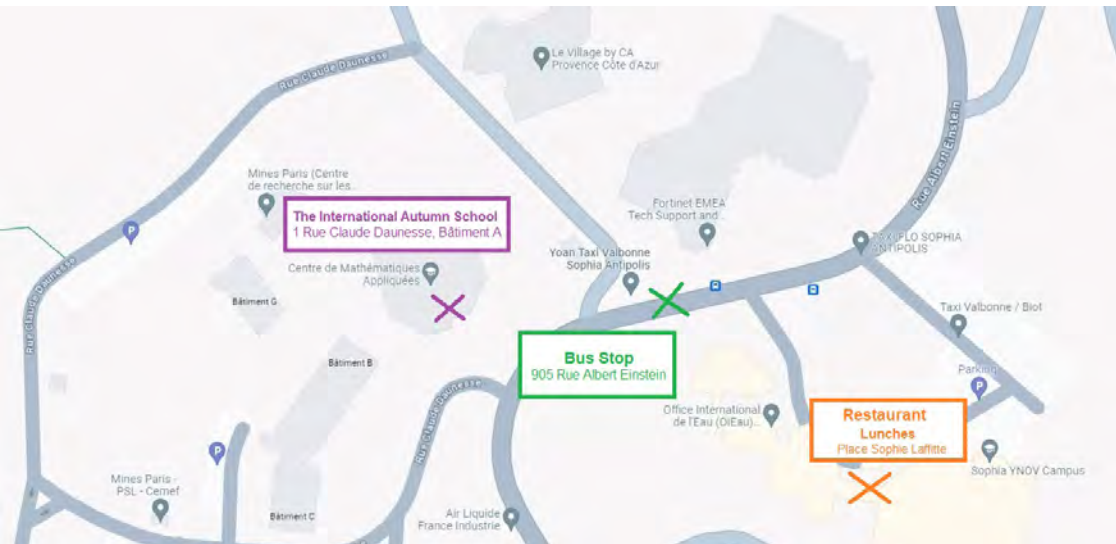 Le Village by CA
Provence Côte d'Azur
Rue Claude Daunesse
Rue Albert Einstein
Mines Paris (Centre
de recherche sur les...
The International Autumn School
1 Rue Claude Daunesse, Bâtiment A
Fortinet EMEA
Tech Support and...
P
TAXI FLO SOPHIA
ANTIPOLIS
Yoan Taxi Valbonne
Sophia Antipolis
Centre de Mathématiques
Appliquées
Rue Claude Daunesse
Bâtiment G
Taxi Valbonne / Biot
Bus Stop
905 Rue Albert Einstein
Bâtiment B
Parking
P
Rue Claude Daunesse
Office International
de l'Eau (OiEau)...
Restaurant
Lunches
Place Sophie Laffitte
P
Sophia YNOV Campus
Mines Paris -
PSL - Cemef
Bâtiment C
Air Liquide
France Industrie